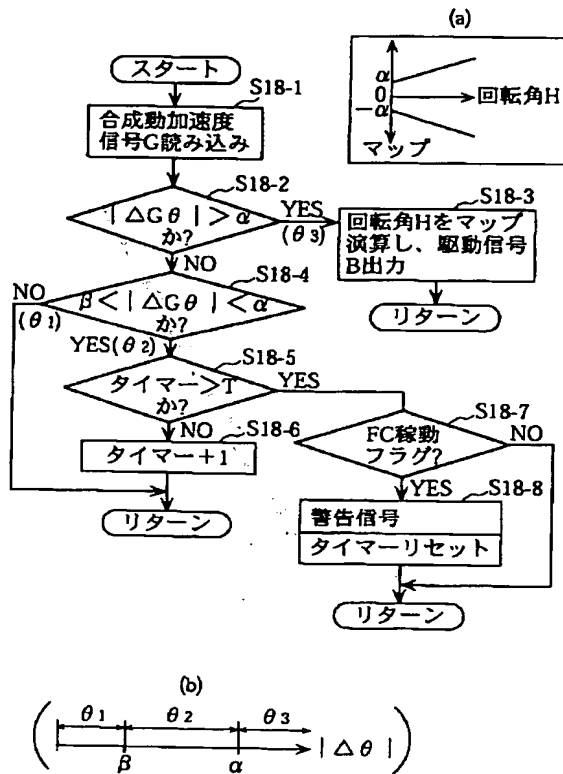 (a)
α
0
-α
回転角H
マップ
スタート
S18-1
合成動加速度
信号G読み込み
S18-2
|△Gθ|>α
か?
YES
(θ3)
S18-3
回転角Hをマップ
演算し、駆動信号
B出力
リターン
NO
S18-4
β<|△Gθ|<α
か?
NO
(θ1)
YES(θ2)
S18-5
タイマー>T
か?
YES
NO
S18-6
タイマー+1
リターン
S18-7
FC稼動
フラグ?
NO
YES
S18-8
警告信号
タイマーリセット
リターン
(b)
θ1 θ2 θ3
β α |△θ|